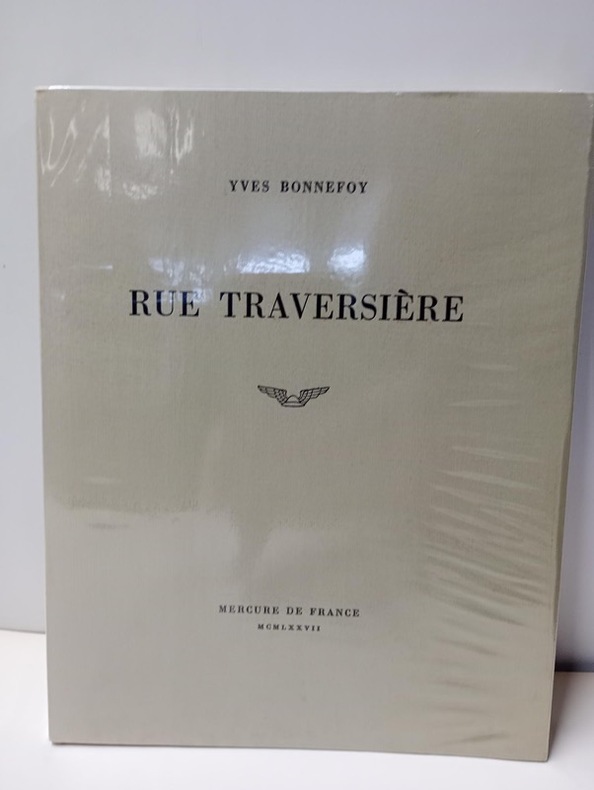 YVES BONNEFOY
RUE TRAVERSIÈRE
MERCURE DE FRANCE
MCMLXXVII